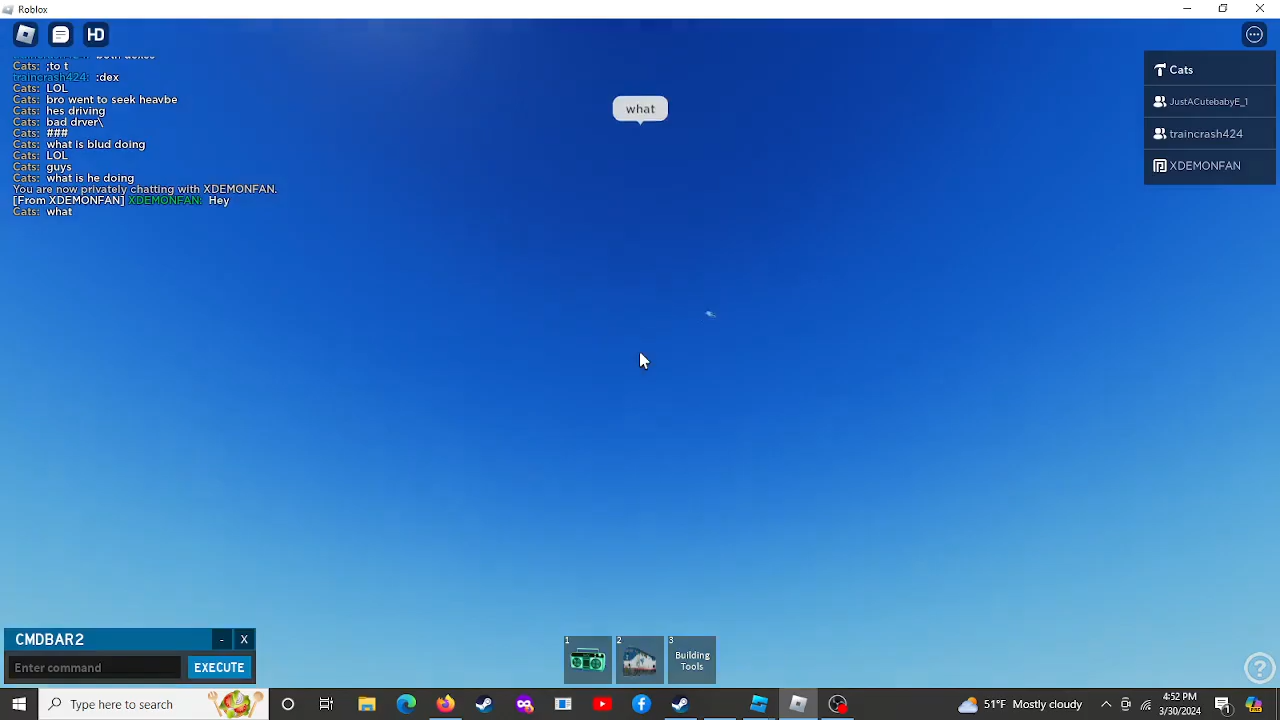 Roblox
HD
Cats: ;to t
traincrash424: :dex
Cats: LOL
Cats: bro went to seek heavbe
Cats: hes driving
Cats: bad drver\
Cats: ###
Cats: what is blud doing
Cats: LOL
Cats: guys
Cats: what is he doing
You are now privately chatting with XDEMONFAN.
[From XDEMONFAN] XDEMONFAN: Hey
Cats: what
what
Cats
JustACutebabyE_1
traincrash424
XDEMONFAN
CMDBAR2
-
X
Enter command
EXECUTE
1
2
3
Building
Tools
?
Type here to search
51°F Mostly cloudy
4:52 PM
3/30/2024